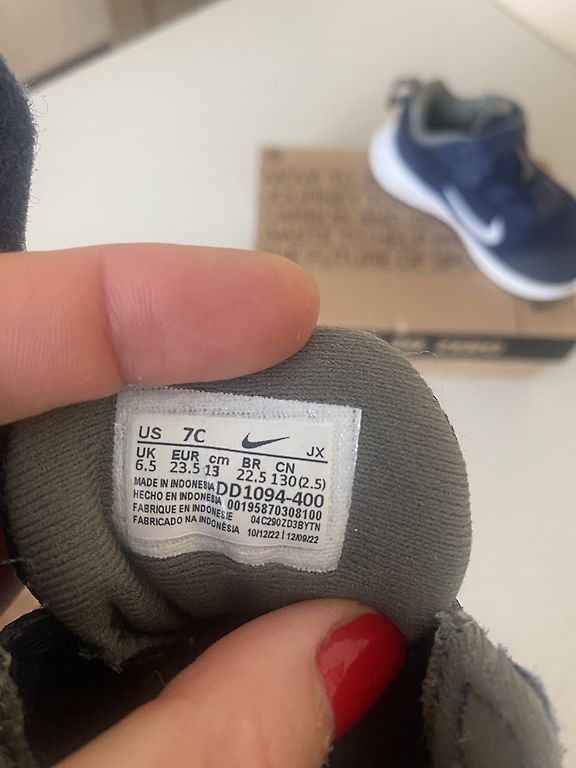 US 7C JX
UK EUR cm BR CN
6.5 23.5 13 22.5 130(2.5)
MADE IN INDONESIA DD1094-400
HECHO EN INDONESIA 00195870308100
FABRIQUE EN INDONESIE 04C290ZD3BYTN
FABRICADO NA INDONÉSIA 10/12/22 | 12/09/22